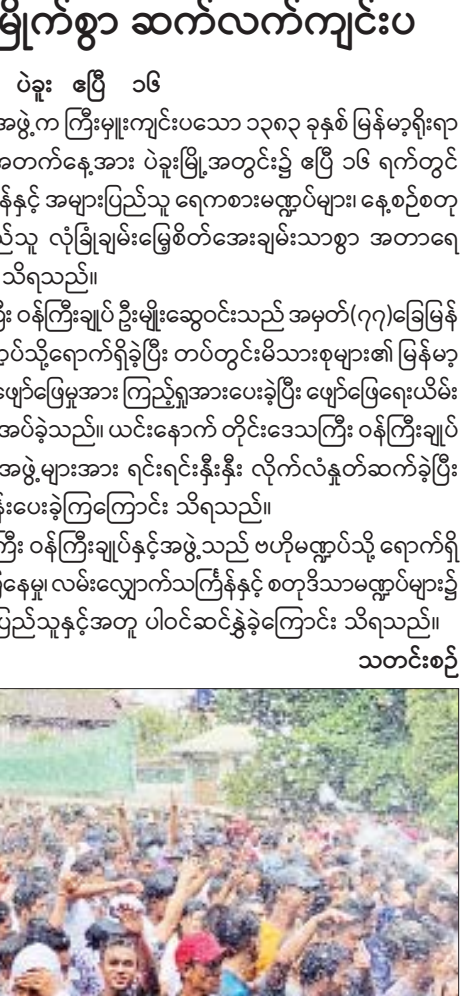 မြိုက်စွာ ဆက်လက်ကျင်းပ
ပဲခူး ဧပြီ ၁၆
အဖွဲ့က ကြီးမှူးကျင်းပသော ၁၃၈၃ ခုနှစ် မြန်မာ့ရိုးရာ
အတက်နေ့အား ပဲခူးမြို့အတွင်း၌ ဧပြီ ၁၆ ရက်တွင်
န်နှင့် အများပြည်သူ ရေကစားမဏ္ဍပ်များ၊ နေ့စဉ်စတု
ည်သူ လုံခြုံချမ်းမြေ့စိတ်အေးချမ်းသာစွာ အတာရေ
သိရသည်။
ကြီး ဝန်ကြီးချုပ် ဦးမျိုးဆွေဝင်းသည် အမှတ်(၇၇)ခြေမြန်
ဍပ်သို့ရောက်ရှိခဲ့ပြီး တပ်တွင်းမိသားစုများ၏ မြန်မာ့
ဖျော်ဖြေမှုအား ကြည့်ရှုအားပေးခဲ့ပြီး ဖျော်ဖြေရေးယိမ်း
အပ်ခဲ့သည်။ ယင်းနောက် တိုင်းဒေသကြီး ဝန်ကြီးချုပ်
အဖွဲ့များအား ရင်းရင်းနှီးနှီး လိုက်လံနှုတ်ဆက်ခဲ့ပြီး
န်းပေးခဲ့ကြကြောင်း သိရသည်။
ကြီး ဝန်ကြီးချုပ်နှင့်အဖွဲ့သည် ဗဟိုမဏ္ဍပ်သို့ ရောက်ရှိ
နေမှု၊ လမ်းလျှောက်သင်္ကြန်နှင့် စတုဒိသာမဏ္ဍပ်များ၌
ပြည်သူနှင့်အတူ ပါဝင်ဆင်နွှဲခဲ့ကြောင်း သိရသည်။
သတင်းစဉ်